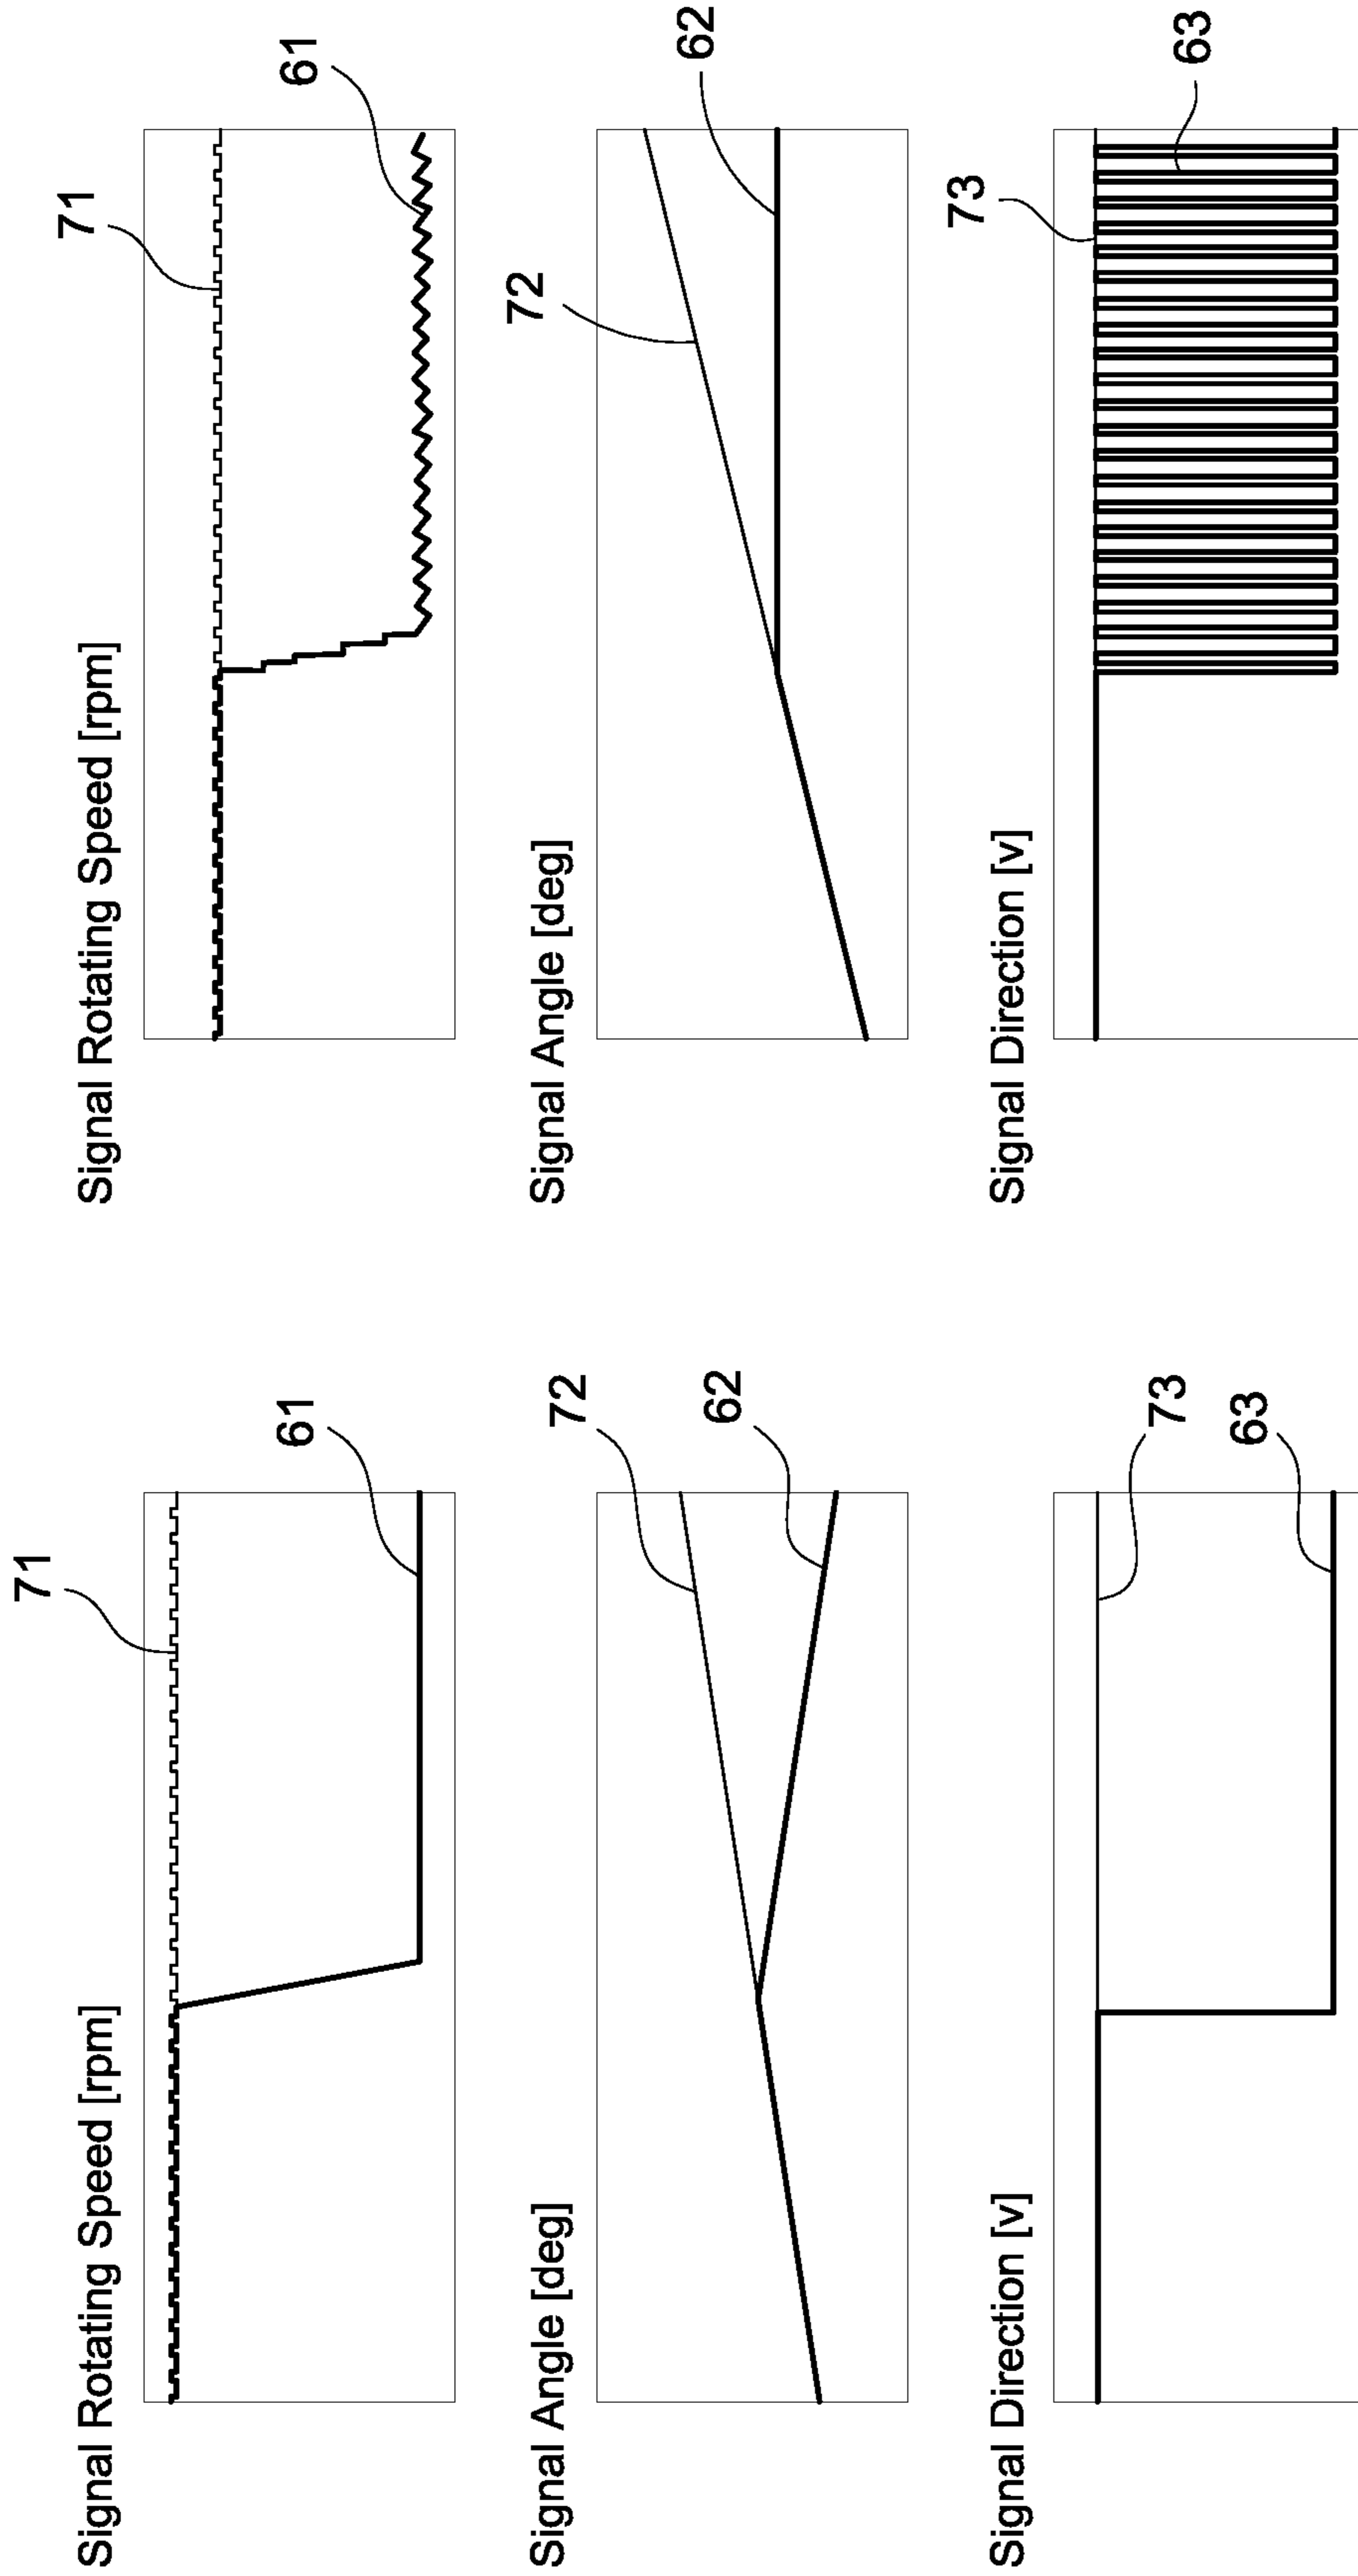 Signal Rotating Speed [rpm]
71
61
Signal Angle [deg]
72
62
Signal Direction [v]
73
63
Signal Rotating Speed [rpm]
71
61
Signal Angle [deg]
72
62
Signal Direction [v]
73
63